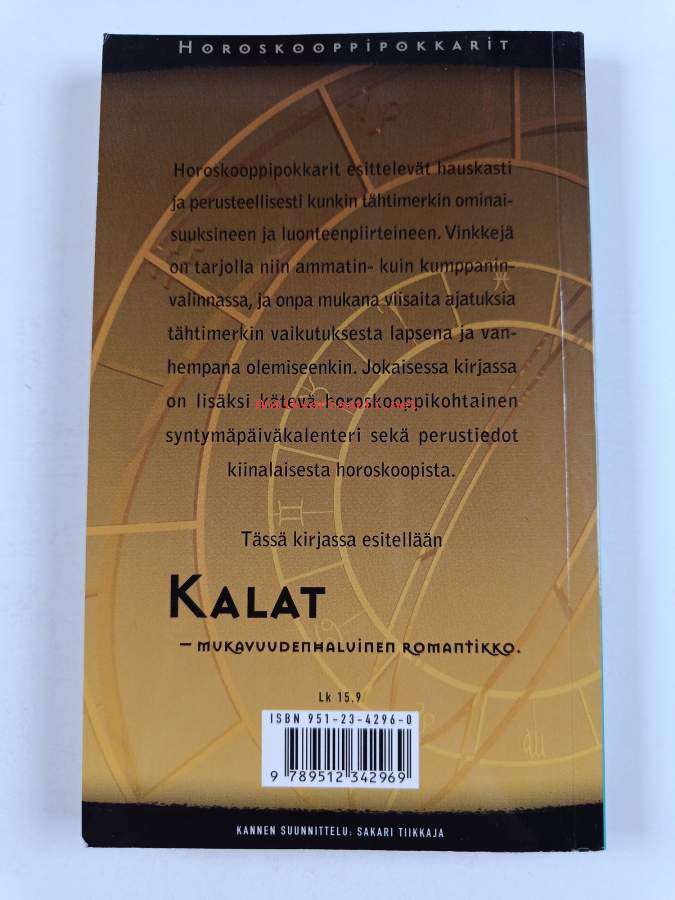 HOROSKOOPPIPOKKARIT
Horoskooppipokkarit esittelevät hauskasti
ja perusteellisesti kunkin tähtimerkin ominai-
suuksineen ja luonteenpiirteineen. Vinkkejä
on tarjolla niin ammatin- kuin kumppanin-
valinnassa, ja onpa mukana viisaita ajatuksia
tähtimerkin vaikutuksesta lapsena ja van-
hempana olemiseenkin. Jokaisessa kirjassa
on lisäksi kätevä horoskooppikohtainen
syntymäpäiväkalenteri sekä perustiedot
kiinalaisesta horoskoopista.
Tässä kirjassa esitellään
KALAT
– MUKAVUUDENHALUINEN ROMANTIKKO.
Lk 15.9
ISBN 951-23-4296-0
9 789512 342969
KANNEN SUUNNITTELU: SAKARI TIIKKAJA